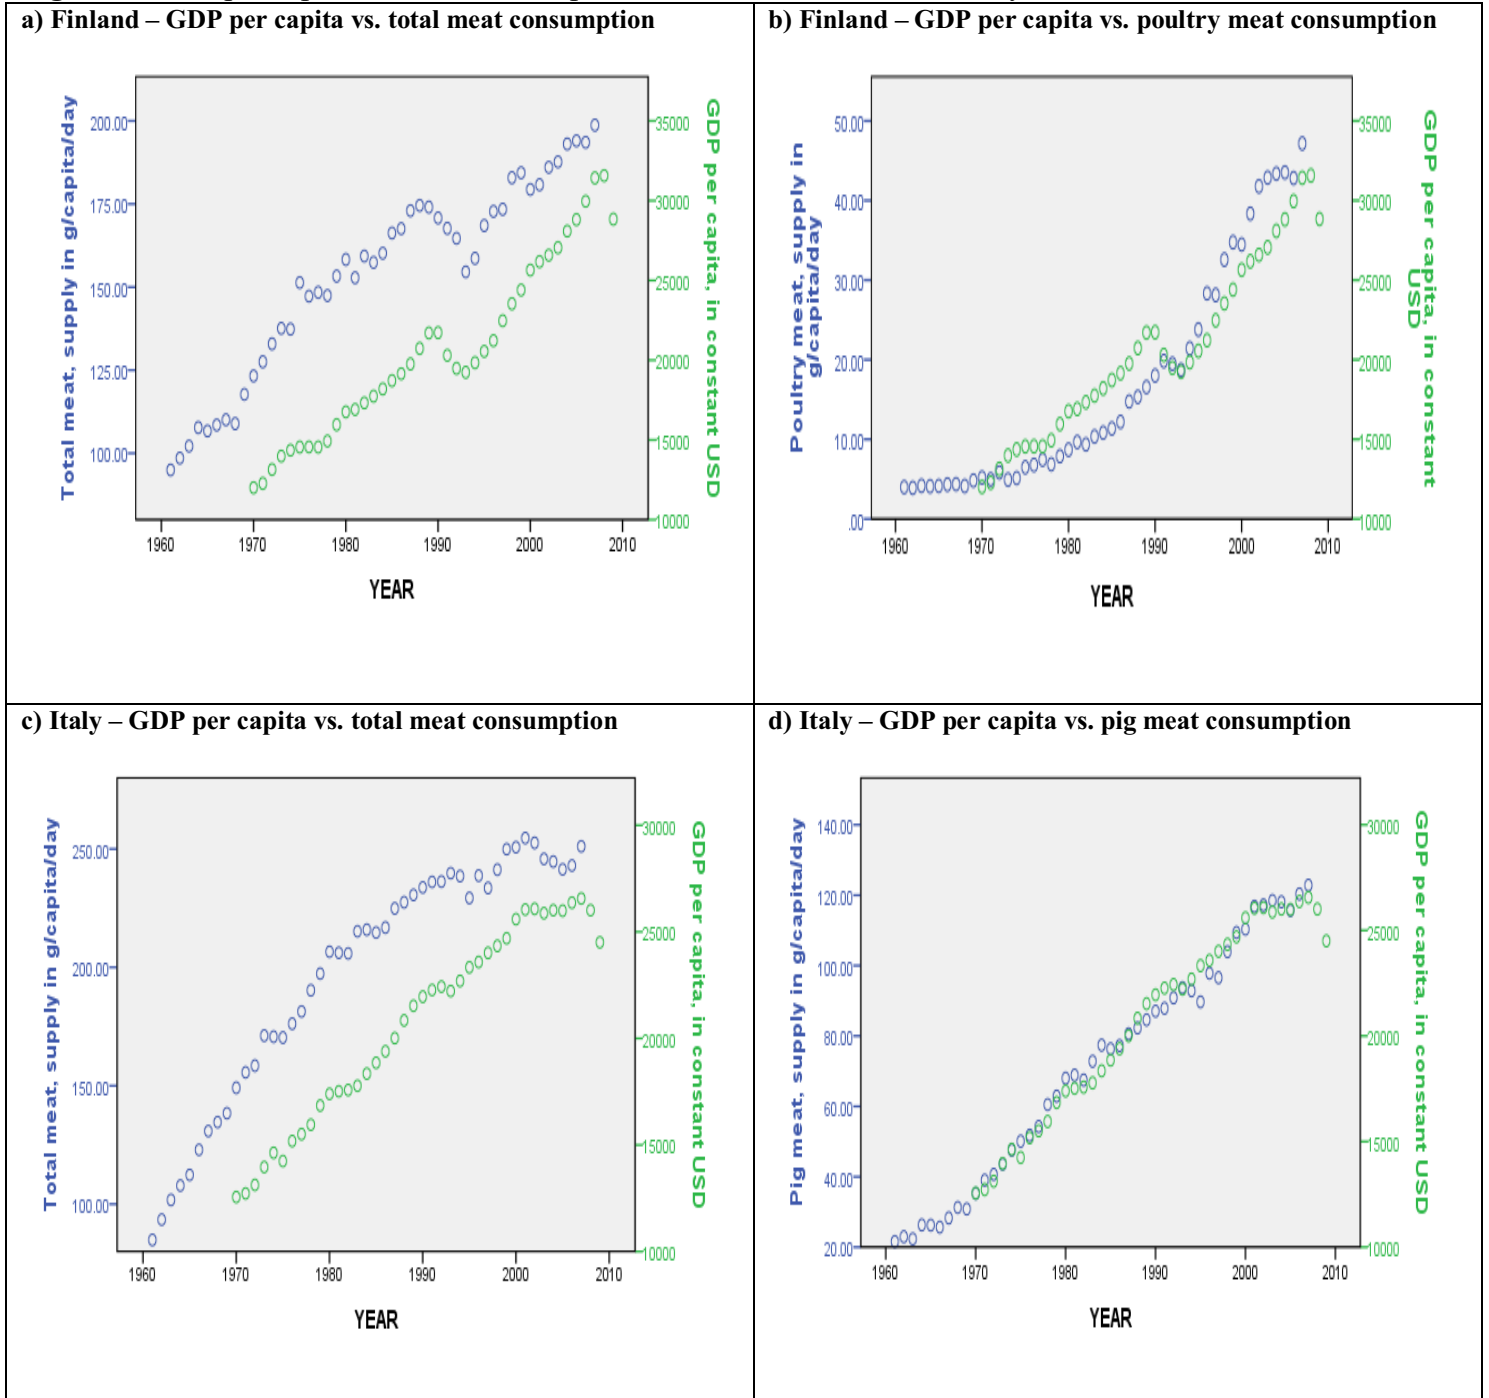 a) Finland – GDP per capita vs. total meat consumption
Total meat, supply in g/capita/day
200.00
175.00
150.00
125.00
100.00
35000
30000
25000
20000
15000
10000
GDP per capita, in constant USD
1960 1970 1980 1990 2000 2010
YEAR
b) Finland – GDP per capita vs. poultry meat consumption
Poultry meat, supply in
g/capita/day
50.00
40.00
30.00
20.00
10.00
.00
35000
30000
25000
20000
15000
10000
GDP per capita, in constant
USD
1960 1970 1980 1990 2000 2010
YEAR
c) Italy – GDP per capita vs. total meat consumption
Total meat, supply in g/capita/day
250.00
200.00
150.00
100.00
30000
25000
20000
15000
10000
GDP per capita, in constant USD
1960 1970 1980 1990 2000 2010
YEAR
d) Italy – GDP per capita vs. pig meat consumption
Pig meat, supply in g/capita/day
140.00
120.00
100.00
80.00
60.00
40.00
20.00
30000
25000
20000
15000
10000
GDP per capita, in constant USD
1960 1970 1980 1990 2000 2010
YEAR